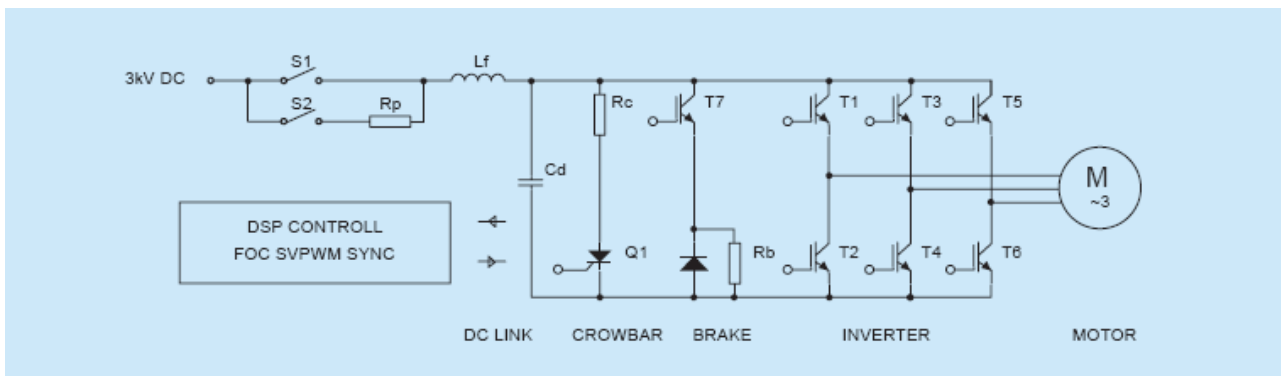 3kV DC
S1
S2
Rp
Lf
Rc
T7
T1
T3
T5
Cd
M
~3
DSP CONTROLL
FOC SVPWM SYNC
Q1
Rb
T2
T4
T6
DC LINK
CROWBAR
BRAKE
INVERTER
MOTOR